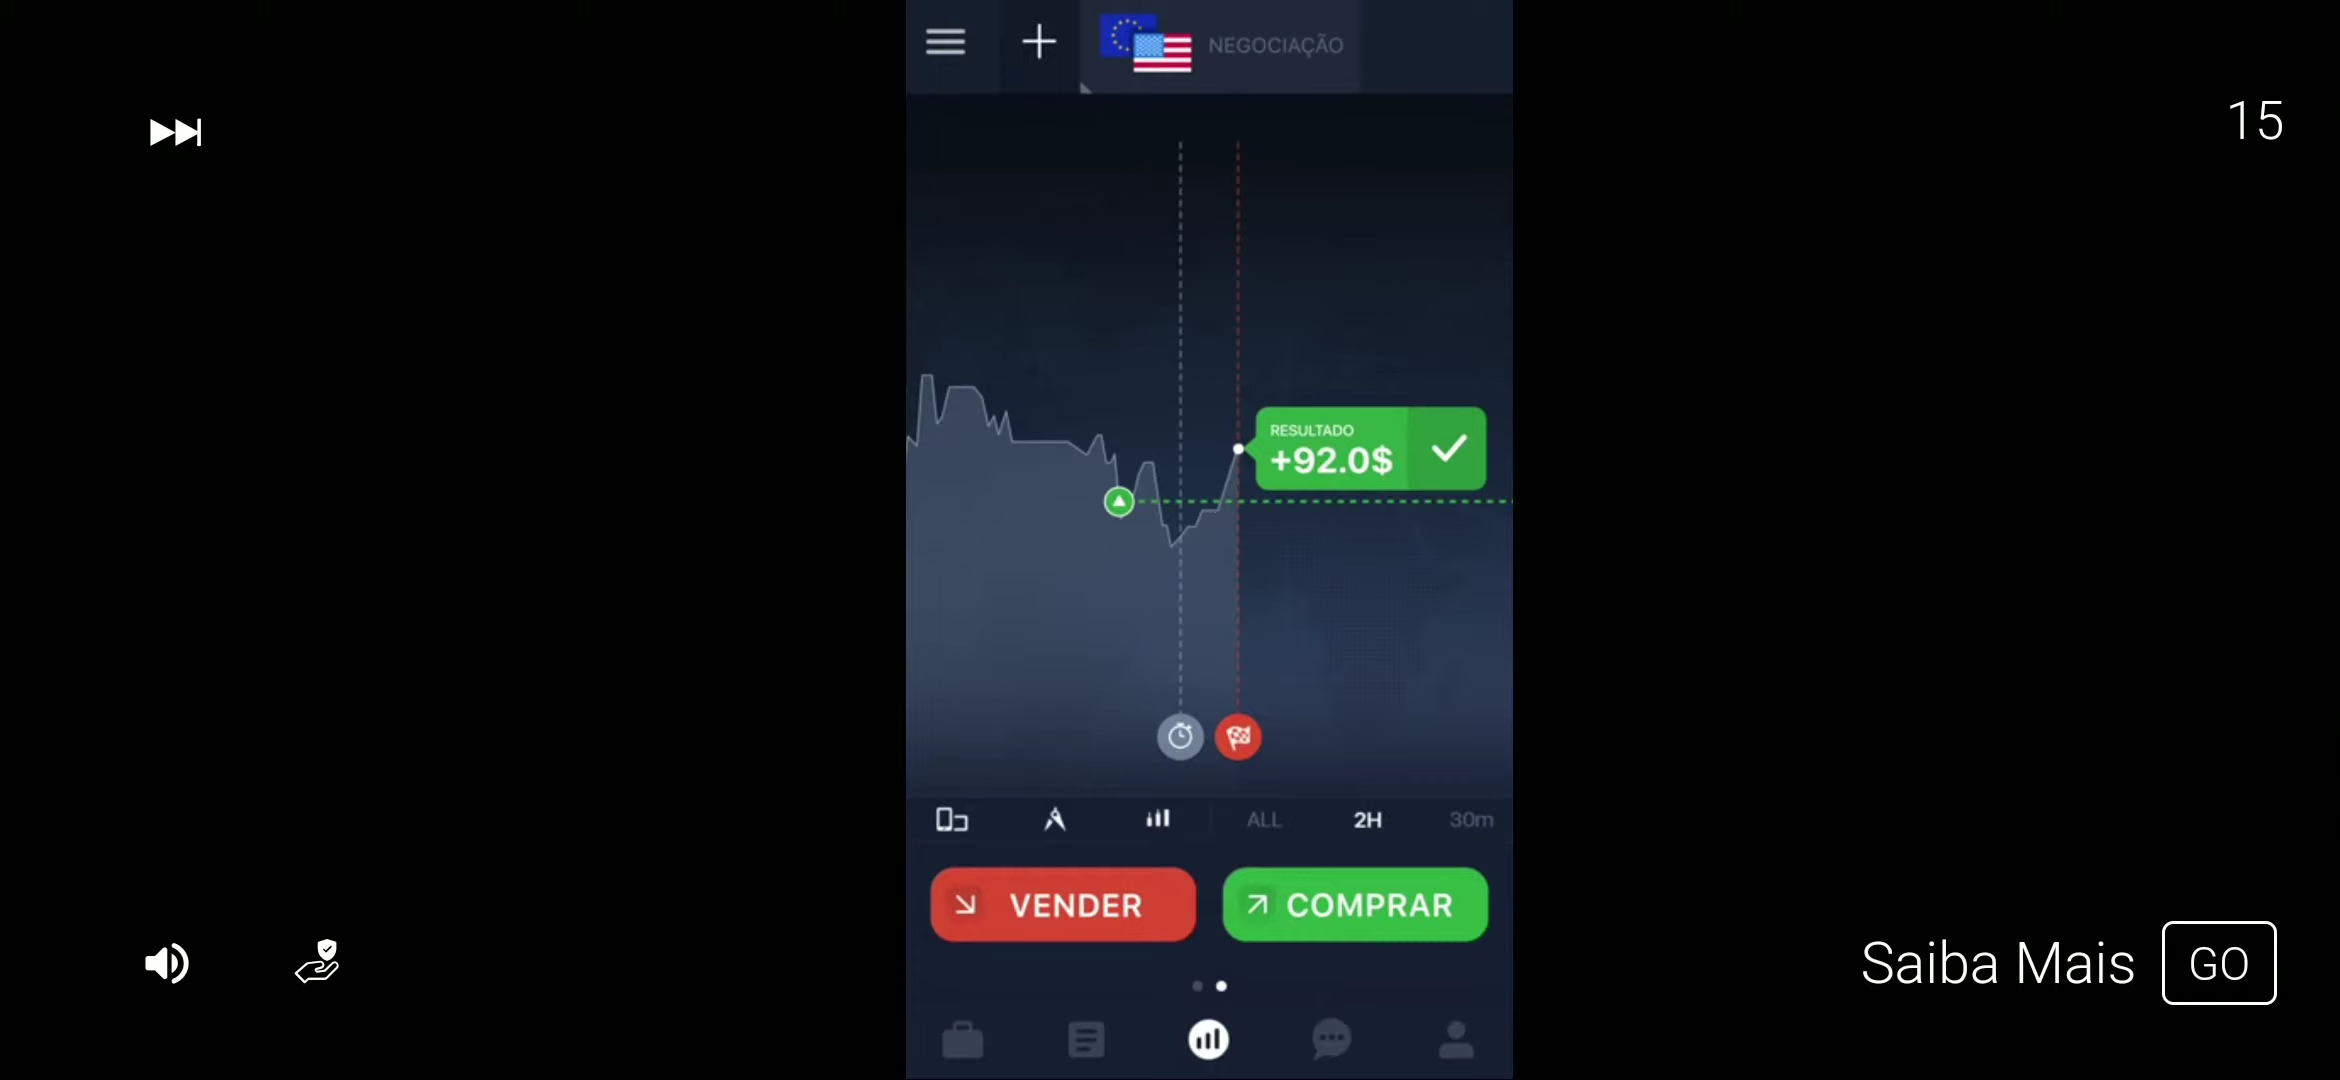 NEGOCIAÇÃO
15
RESULTADO
+92.0$
ALL 2H 30m
VENDER COMPRAR
Saiba Mais GO